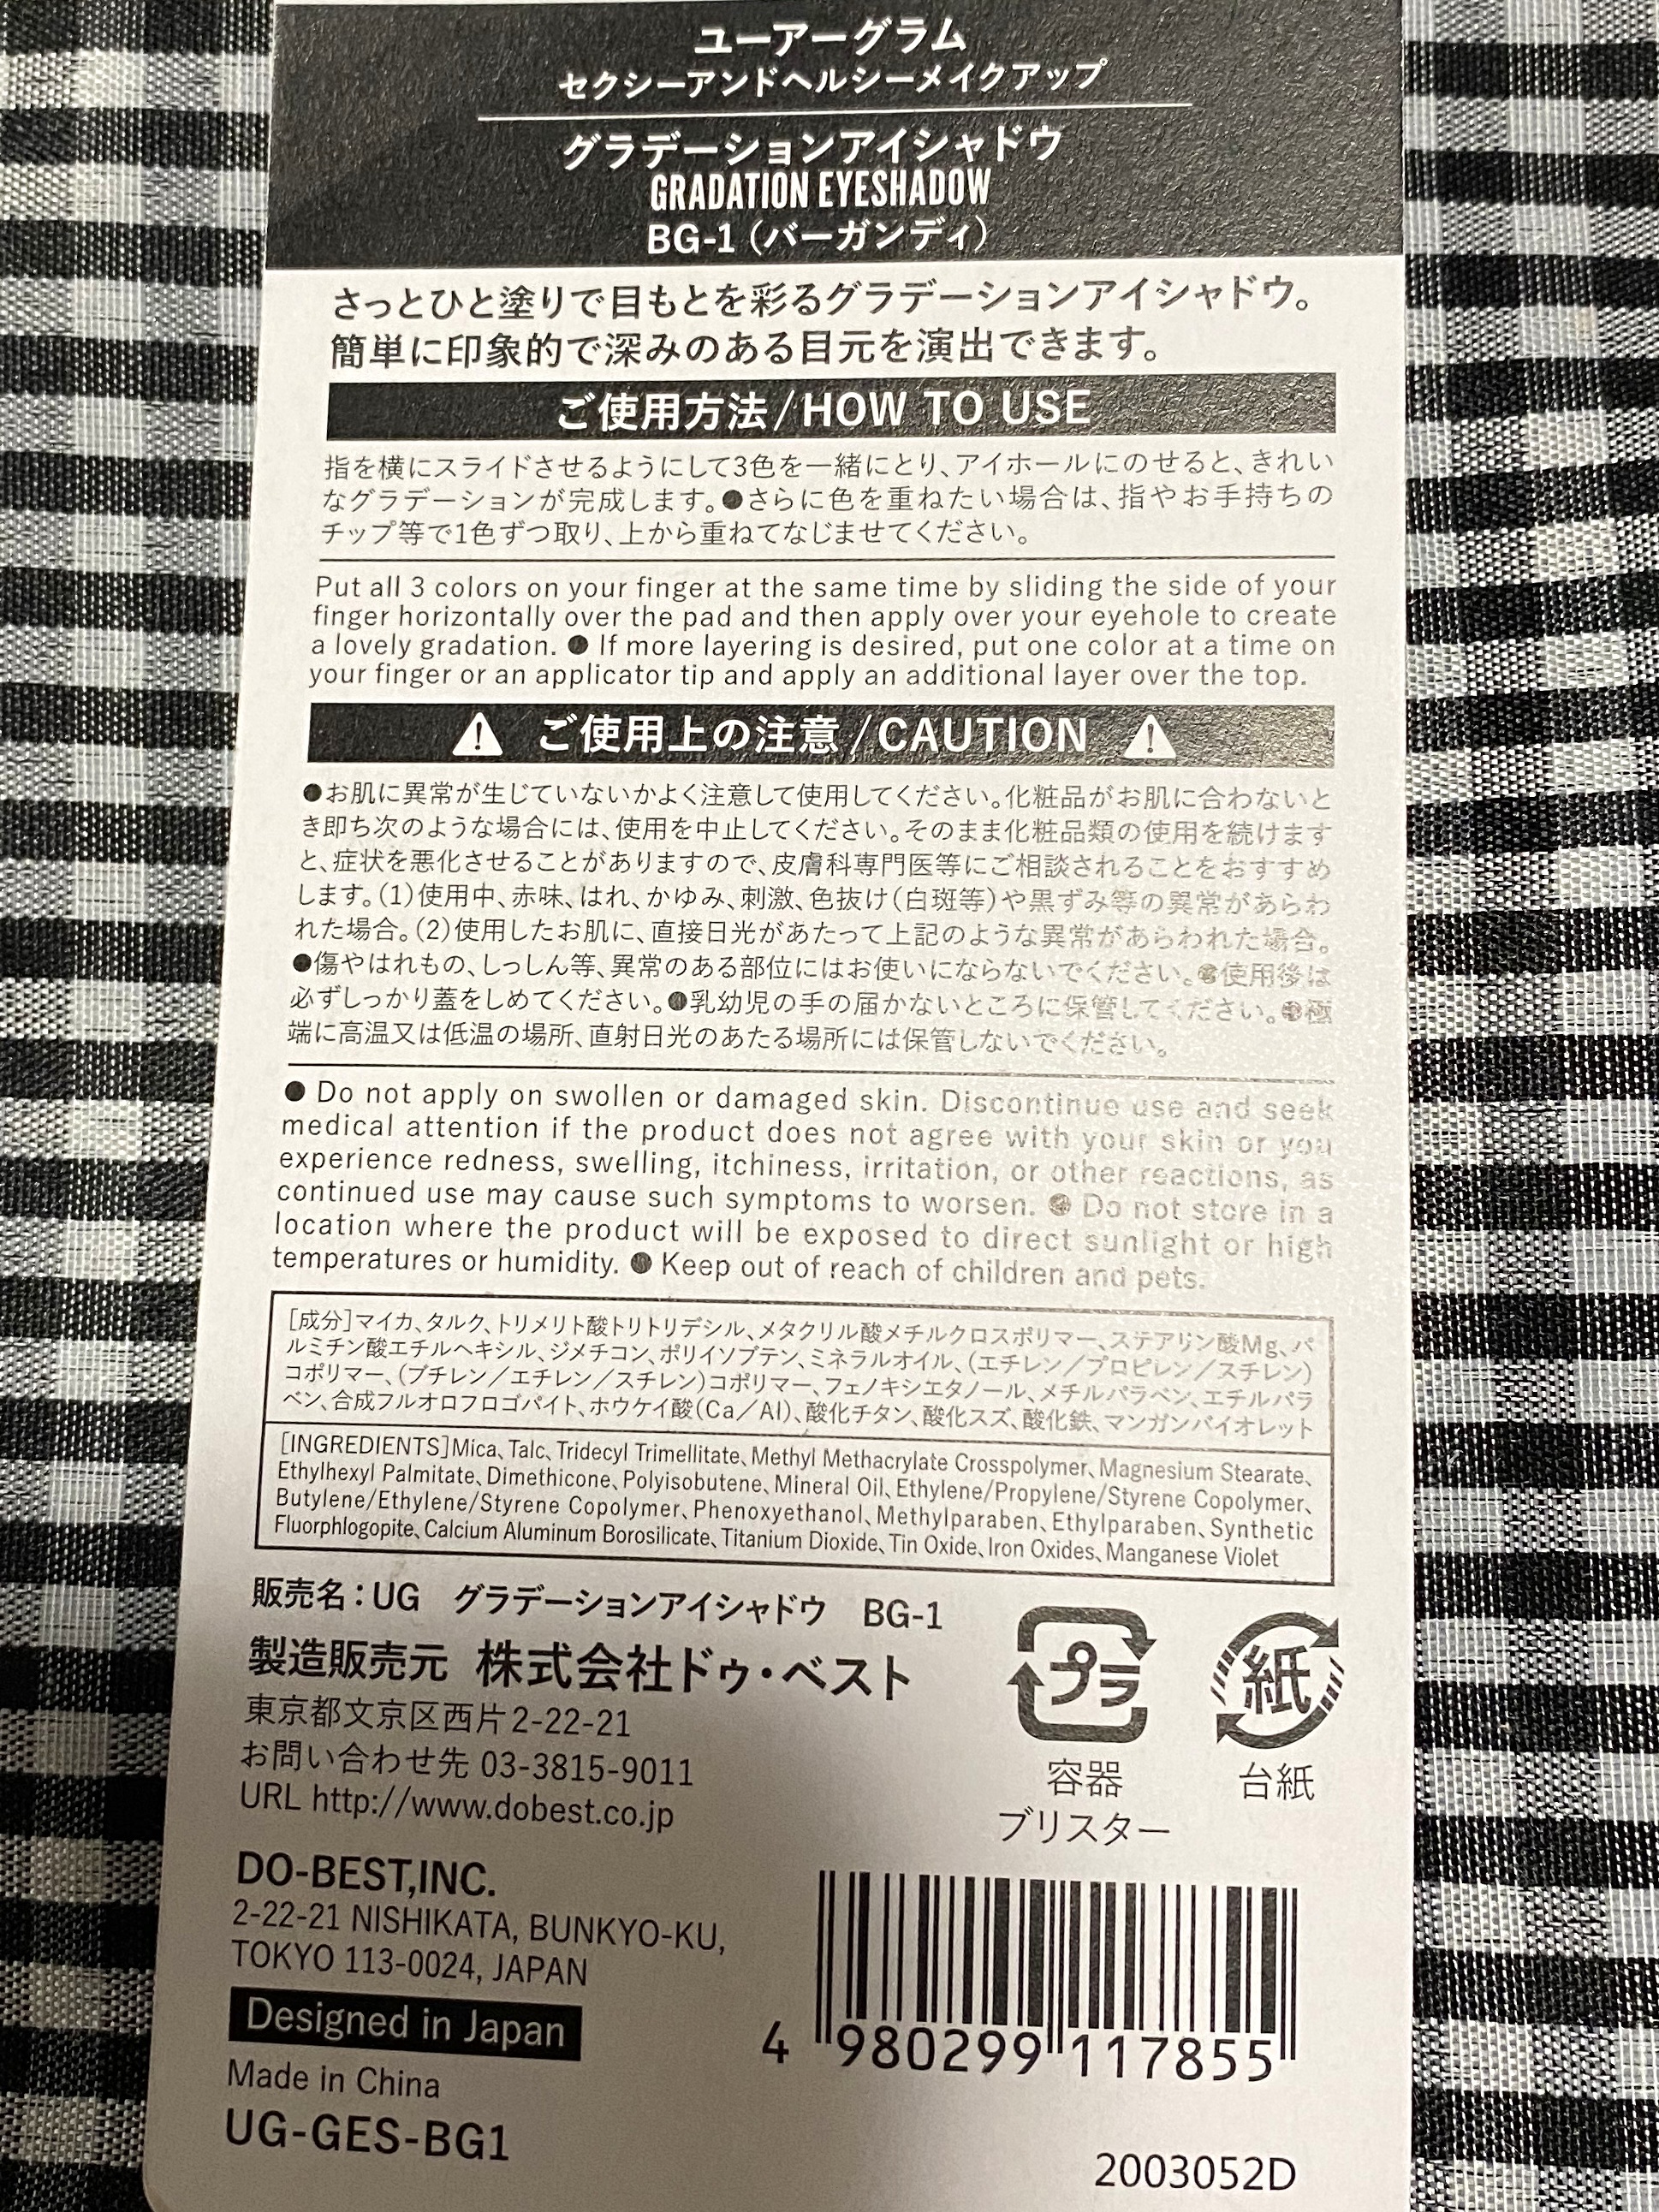 ユーアーグラム
セクシーアンドヘルシーメイクアップ
グラデーションアイシャドウ
GRADATION EYESHADOW
BG-1（バーガンディ）
さっとひと塗りで目もとを彩るグラデーションアイシャドウ。
簡単に印象的で深みのある目元を演出できます。
ご使用方法/HOW TO USE
指を横にスライドさせるようにして3色を一緒にとり、アイホールにのせると、きれい
なグラデーションが完成します。●さらに色を重ねたい場合は、指やお手持ちの
チップ等で1色ずつ取り、上から重ねてなじませてください。
Put all 3 colors on your finger at the same time by sliding the side of your
finger horizontally over the pad and then apply over your eyehole to create
a lovely gradation. ● If more layering is desired, put one color at a time on
your finger or an applicator tip and apply an additional layer over the top.
⚠ ご使用上の注意/CAUTION ⚠
●お肌に異常が生じていないかよく注意して使用してください。化粧品がお肌に合わないと
き即ち次のような場合には、使用を中止してください。そのまま化粧品類の使用を続けます
と、症状を悪化させることがありますので、皮膚科専門医等にご相談されることをおすすめ
します。(1)使用中、赤味、はれ、かゆみ、刺激、色抜け(白斑等)や黒ずみ等の異常があらわ
れた場合。(2)使用したお肌に、直接日光があたって上記のような異常があらわれた場合。
●傷やはれもの、しっしん等、異常のある部位にはお使いにならないでください。●使用後は
必ずしっかり蓋をしめてください。●乳幼児の手の届かないところに保管してください。●極
端に高温又は低温の場所、直射日光のあたる場所には保管しないでください。
● Do not apply on swollen or damaged skin. Discontinue use and seek
medical attention if the product does not agree with your skin or you
experience redness, swelling, itchiness, irritation, or other reactions, as
continued use may cause such symptoms to worsen. ● Do not store in a
location where the product will be exposed to direct sunlight or high
temperatures or humidity. ● Keep out of reach of children and pets.
[成分]マイカ、タルク、トリメリト酸トリトリデシル、メタクリル酸メチルクロスポリマー、ステアリン酸Mg、パ
ルミチン酸エチルヘキシル、ジメチコン、ポリイソブテン、ミネラルオイル、(エチレン／プロピレン／スチレン)
コポリマー、(ブチレン／エチレン／スチレン)コポリマー、フェノキシエタノール、メチルパラベン、エチルパラ
ベン、合成フルオロフロゴパイト、ホウケイ酸(Ca／Al)、酸化チタン、酸化スズ、酸化鉄、マンガンバイオレット
[INGREDIENTS]Mica、Talc、Tridecyl Trimellitate、Methyl Methacrylate Crosspolymer、Magnesium Stearate、
Ethylhexyl Palmitate、Dimethicone、Polyisobutene、Mineral Oil、Ethylene/Propylene/Styrene Copolymer、
Butylene/Ethylene/Styrene Copolymer、Phenoxyethanol、Methylparaben、Ethylparaben、Synthetic
Fluorphlogopite、Calcium Aluminum Borosilicate、Titanium Dioxide、Tin Oxide、Iron Oxides、Manganese Violet
販売名：UG　グラデーションアイシャドウ　BG-1
製造販売元 株式会社ドゥ・ベスト
東京都文京区西片2-22-21
お問い合わせ先 03-3815-9011
URL http://www.dobest.co.jp
プラ
容器
ブリスター
紙
台紙
DO-BEST,INC.
2-22-21 NISHIKATA, BUNKYO-KU,
TOKYO 113-0024, JAPAN
Designed in Japan
Made in China
UG-GES-BG1
4 980299 117855
2003052D